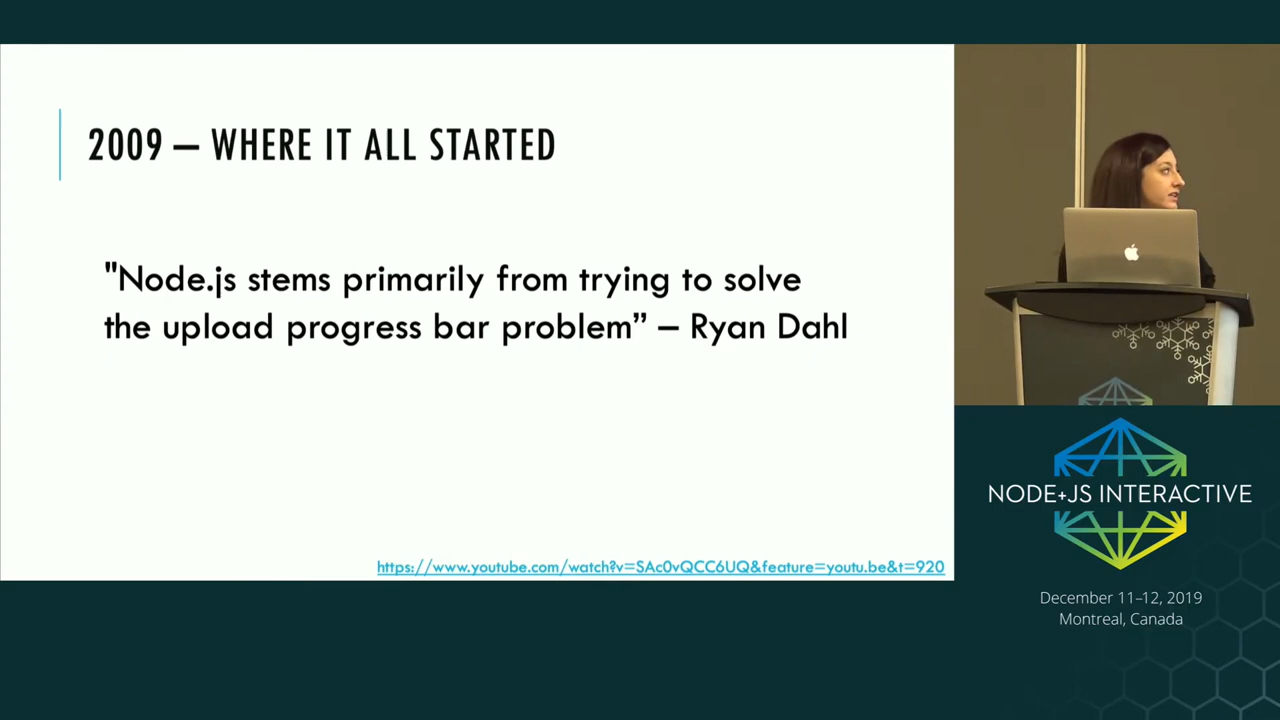 2009 – WHERE IT ALL STARTED
"Node.js stems primarily from trying to solve
the upload progress bar problem” – Ryan Dahl
https://www.youtube.com/watch?v=SAc0vQCC6UQ&feature=youtu.be&t=920
NODE+JS INTERACTIVE
December 11–12, 2019
Montreal, Canada